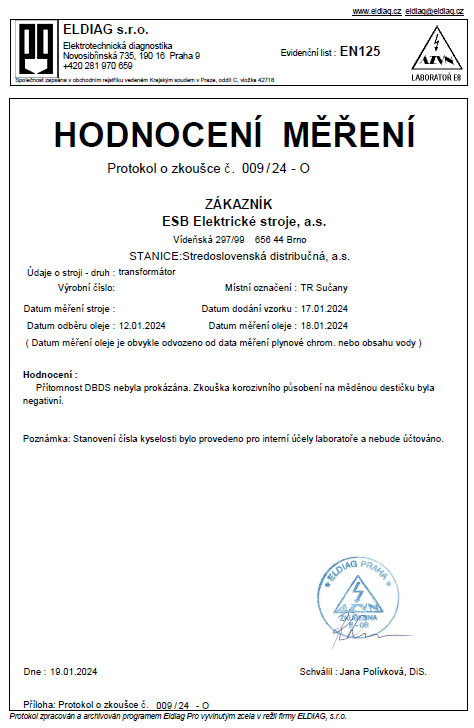 www.eldiag.cz eldiag@eldiag.cz
ELDIAG s.r.o.
Elektrotechnická diagnostika
Novosibřinská 735, 190 16 Praha 9
+420 281 970 659
Evidenční list : EN125
AZVN
LABORATOŘ E8
Společnost zapsána v obchodním rejstříku vedeném Krajským soudem v Praze, oddíl C, vložka 42718
HODNOCENÍ MĚŘENÍ
Protokol o zkoušce č. 009/24 - O
ZÁKAZNÍK
ESB Elektrické stroje, a.s.
Vídeňská 297/99 656 44 Brno
STANICE:Stredoslovenská distribučná, a.s.
Údaje o stroji - druh : transformátor
Výrobní číslo: Místní označení : TR Sučany
Datum měření stroje : Datum dodání vzorku : 17.01.2024
Datum odběru oleje : 12.01.2024 Datum měření oleje : 18.01.2024
( Datum měření oleje je obvykle odvozeno od data měření plynové chrom. nebo obsahu vody )
Hodnocení :
Přítomnost DBDS nebyla prokázána. Zkouška korozivního působení na měděnou destičku byla
negativní.
Poznámka: Stanovení čísla kyselosti bylo provedeno pro interní účely laboratoře a nebude účtováno.
ELDIAG PRAHA
AZVN
ZKUŠEBNA
Dne : 19.01.2024 Schválil : Jana Polívková, DiS.
Příloha: Protokol o zkoušce č. 009/24 - O
Protokol zpracován a archivován programem Eldiag Pro vyvinutým zcela v režii firmy ELDIAG, s.r.o.